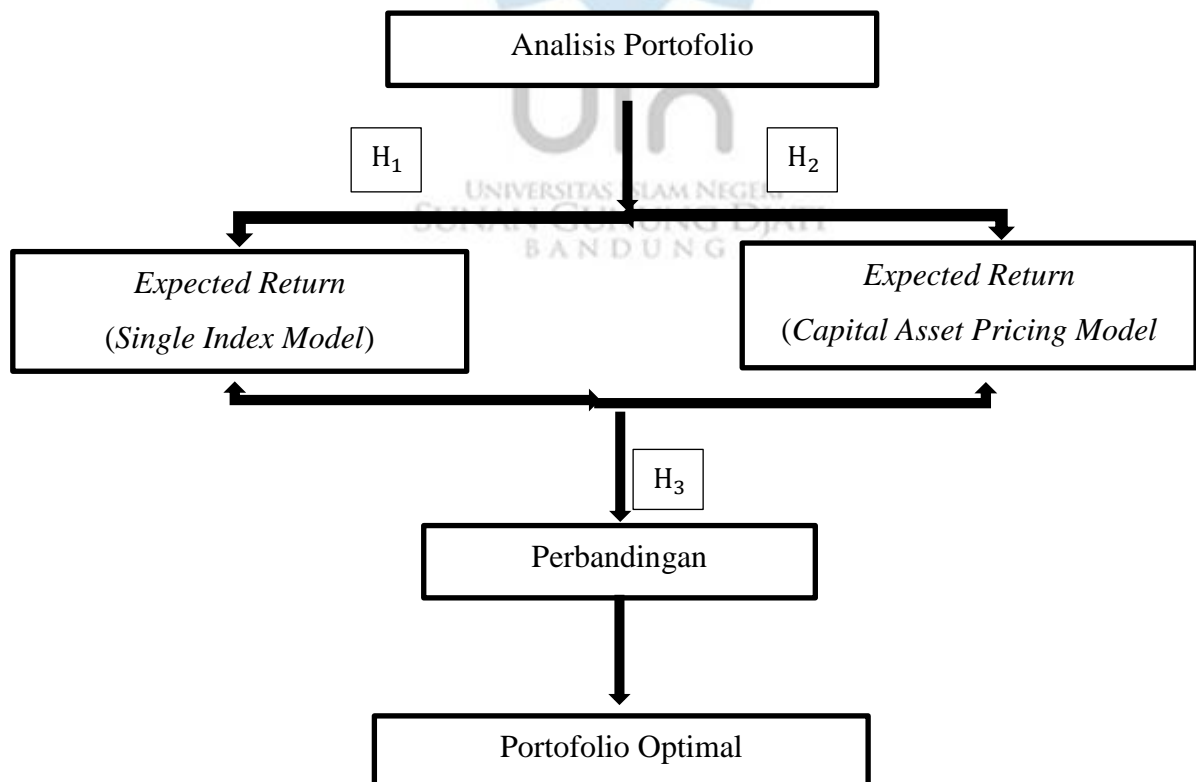 Analisis Portofolio
uin
H₁
H₂
UNIVERSITAS ISLAM NEGERI
SUNAN GUNUNG DJATI
BANDUNG
Expected Return
(Single Index Model)
Expected Return
(Capital Asset Pricing Model
H₃
Perbandingan
Portofolio Optimal